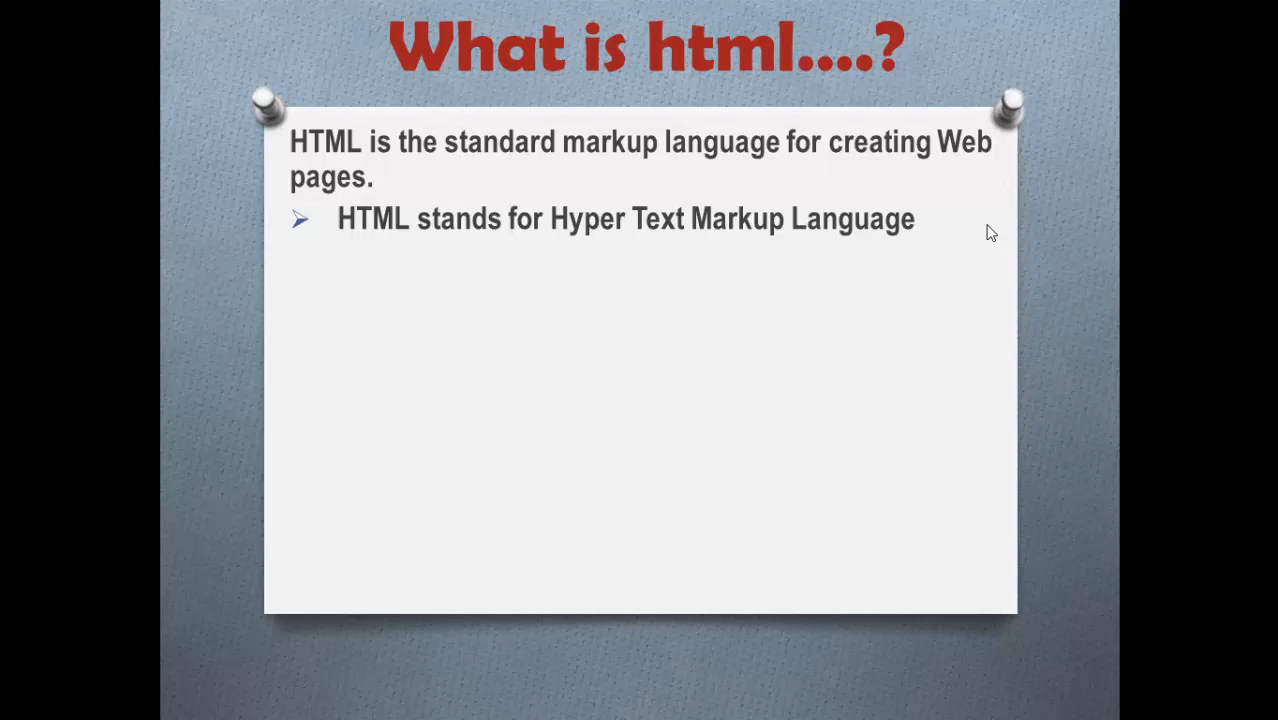 What is html....?
HTML is the standard markup language for creating Web
pages.
HTML stands for Hyper Text Markup Language